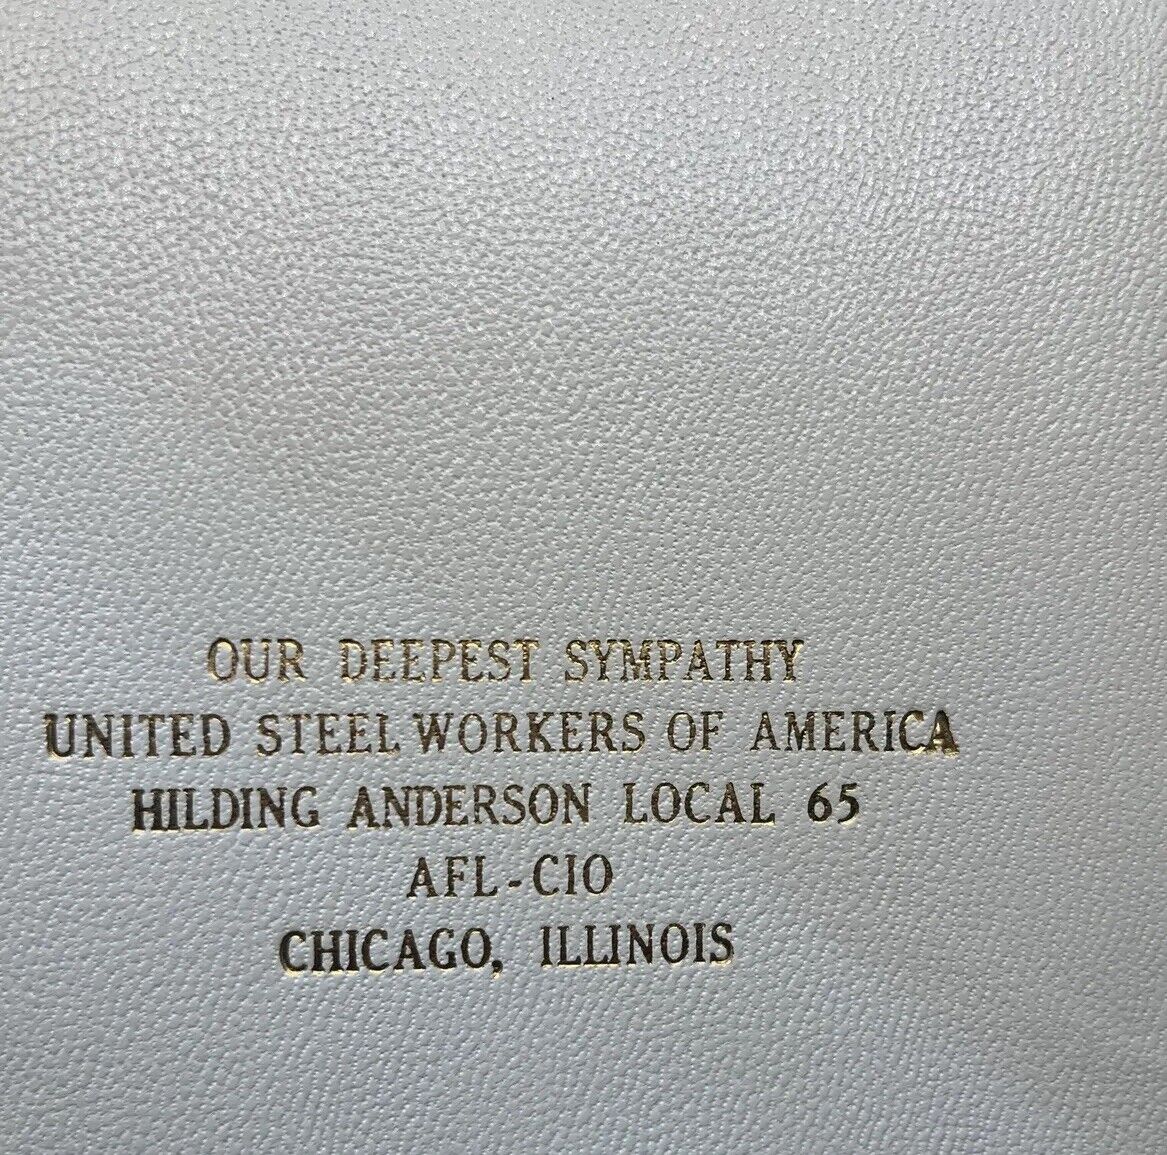 OUR DEEPEST SYMPATHY
UNITED STEEL WORKERS OF AMERICA
HILDING ANDERSON LOCAL 65
AFL-CIO
CHICAGO, ILLINOIS